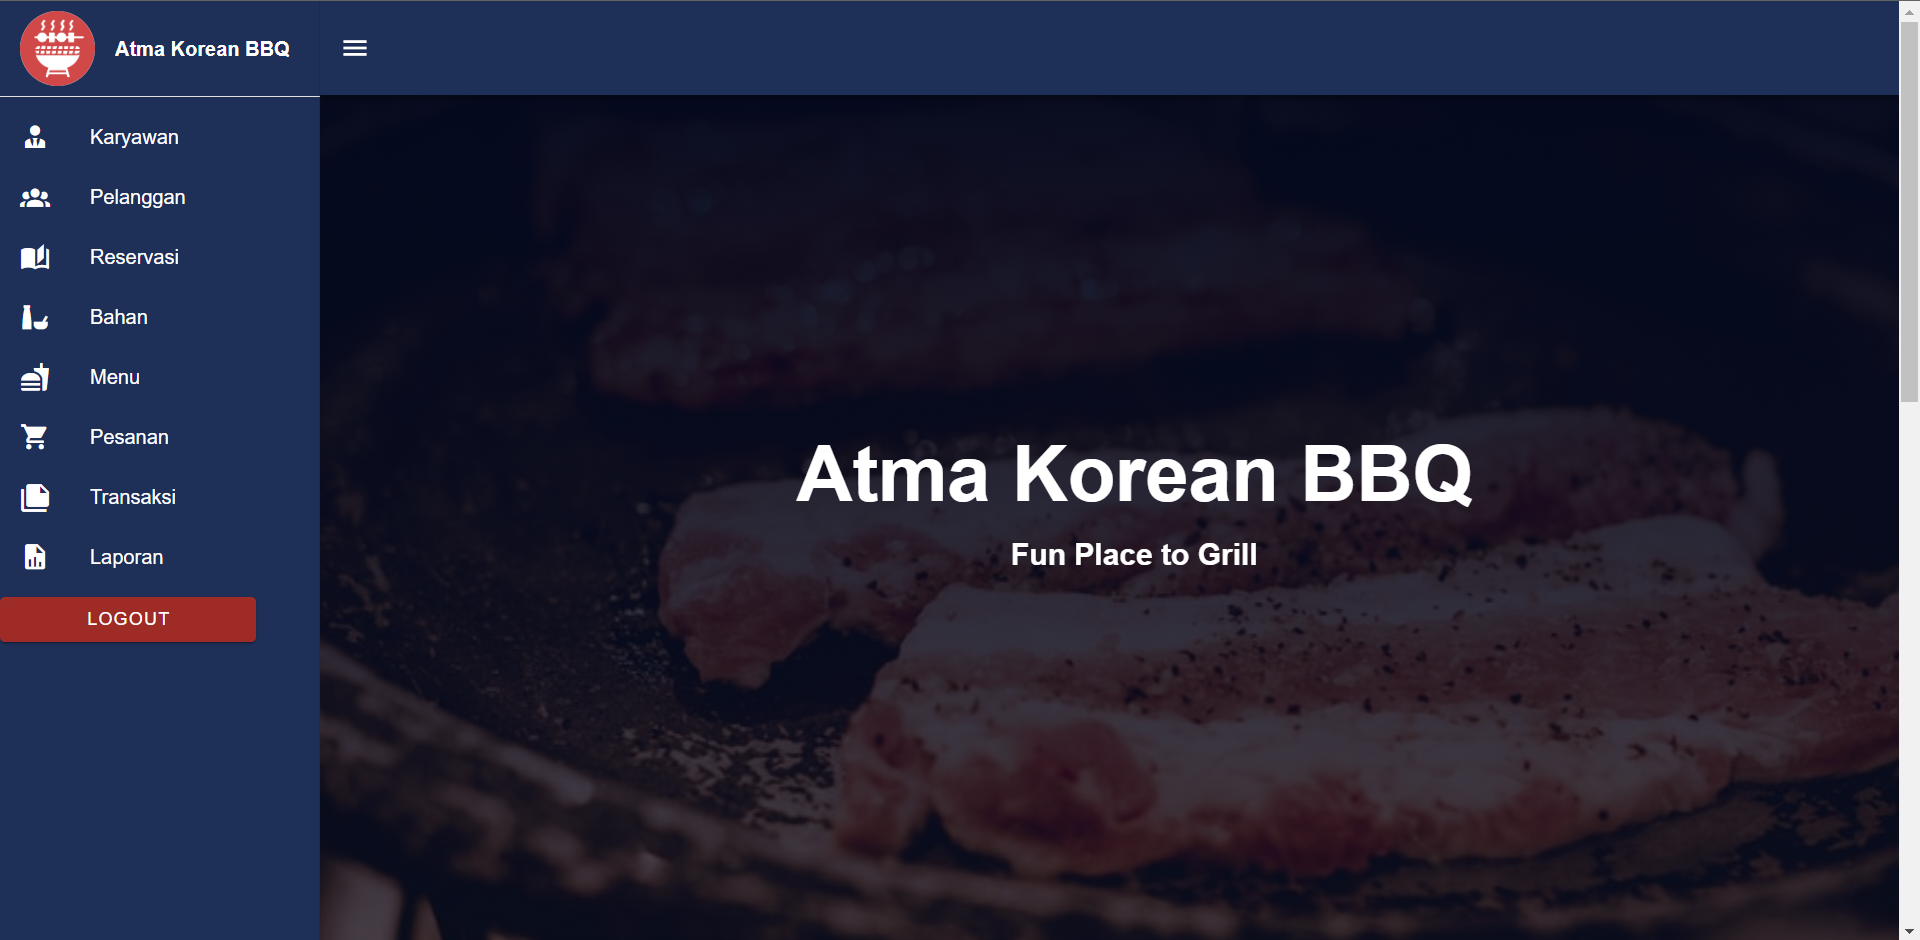 Atma Korean BBQ
Karyawan
Pelanggan
Reservasi
Bahan
Menu
Pesanan
Transaksi
Laporan
LOGOUT
Atma Korean BBQ
Fun Place to Grill